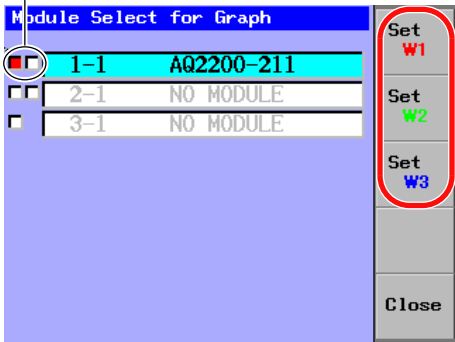 Module Select for Graph
1-1 AQ2200-211
2-1 NO MODULE
3-1 NO MODULE
Set
W1
Set
W2
Set
W3
Close